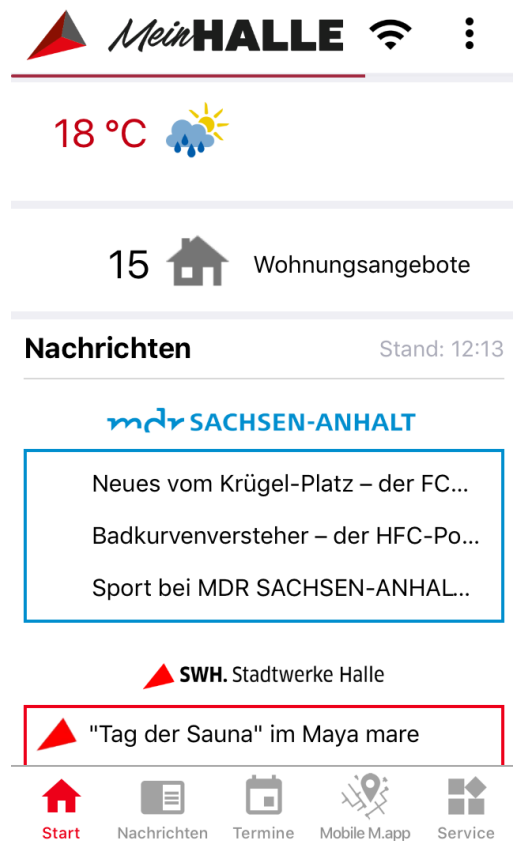 MeinHALLE
18 °C
15 Wohnungsangebote
Nachrichten Stand: 12:13
mdr SACHSEN-ANHALT
Neues vom Krügel-Platz – der FC...
Badkurvenversteher – der HFC-Po...
Sport bei MDR SACHSEN-ANHAL...
SWH. Stadtwerke Halle
"Tag der Sauna" im Maya mare
Start Nachrichten Termine Mobile M.app Service